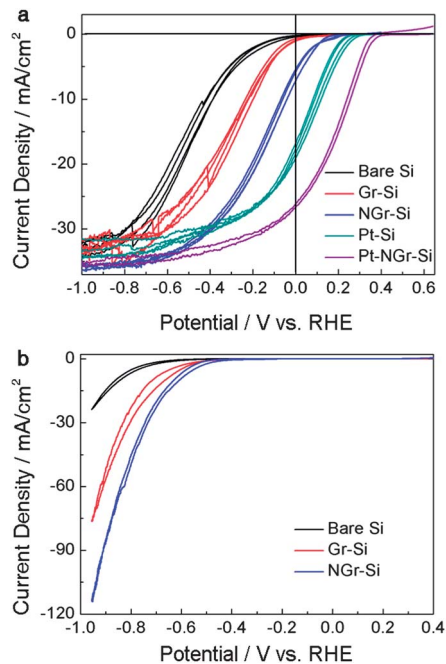 a
Current Density / mA/cm²
0
-10
-20
-30
Bare Si
Gr-Si
NGr-Si
Pt-Si
Pt-NGr-Si
-1.0 -0.8 -0.6 -0.4 -0.2 0.0 0.2 0.4 0.6
Potential / V vs. RHE
b
Current Density / mA/cm²
0
-30
-60
-90
-120
Bare Si
Gr-Si
NGr-Si
-1.0 -0.8 -0.6 -0.4 -0.2 0.0 0.2 0.4
Potential / V vs. RHE